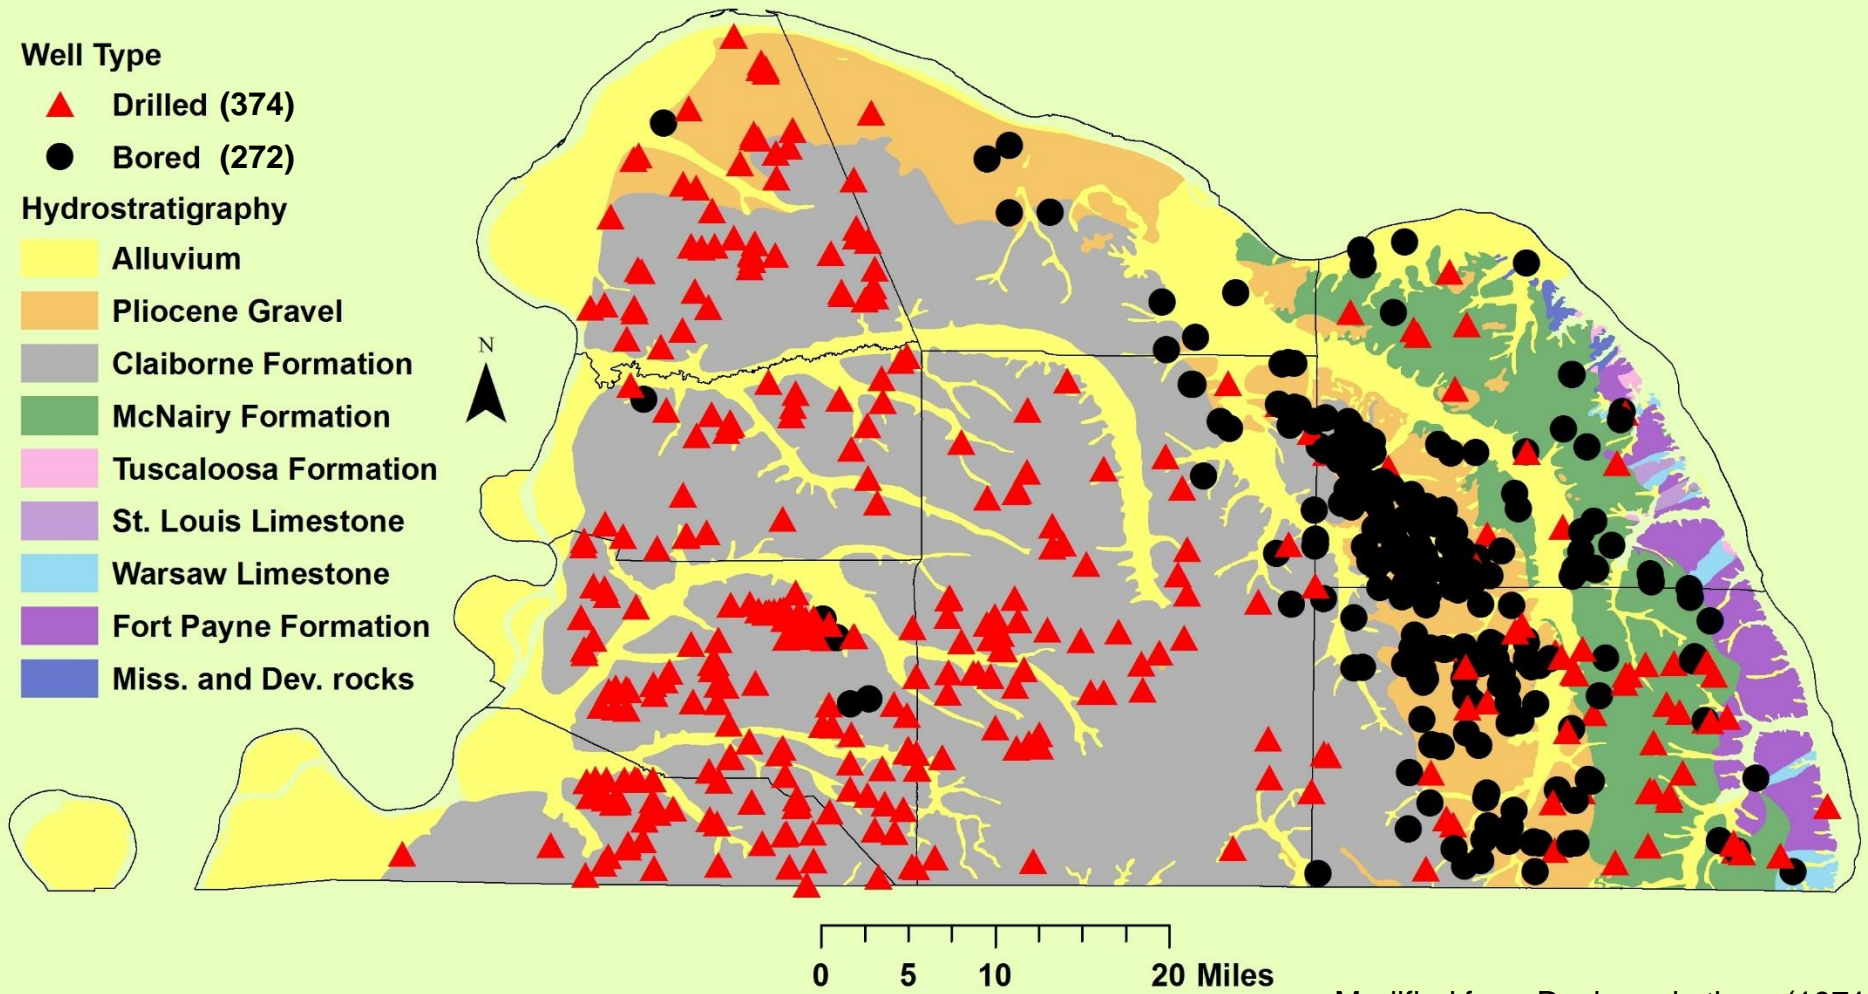 Well Type
Drilled (374)
Bored (272)
Hydrostratigraphy
Alluvium
Pliocene Gravel
Claiborne Formation
McNairy Formation
Tuscaloosa Formation
St. Louis Limestone
Warsaw Limestone
Fort Payne Formation
Miss. and Dev. rocks
N
0 5 10 20 Miles